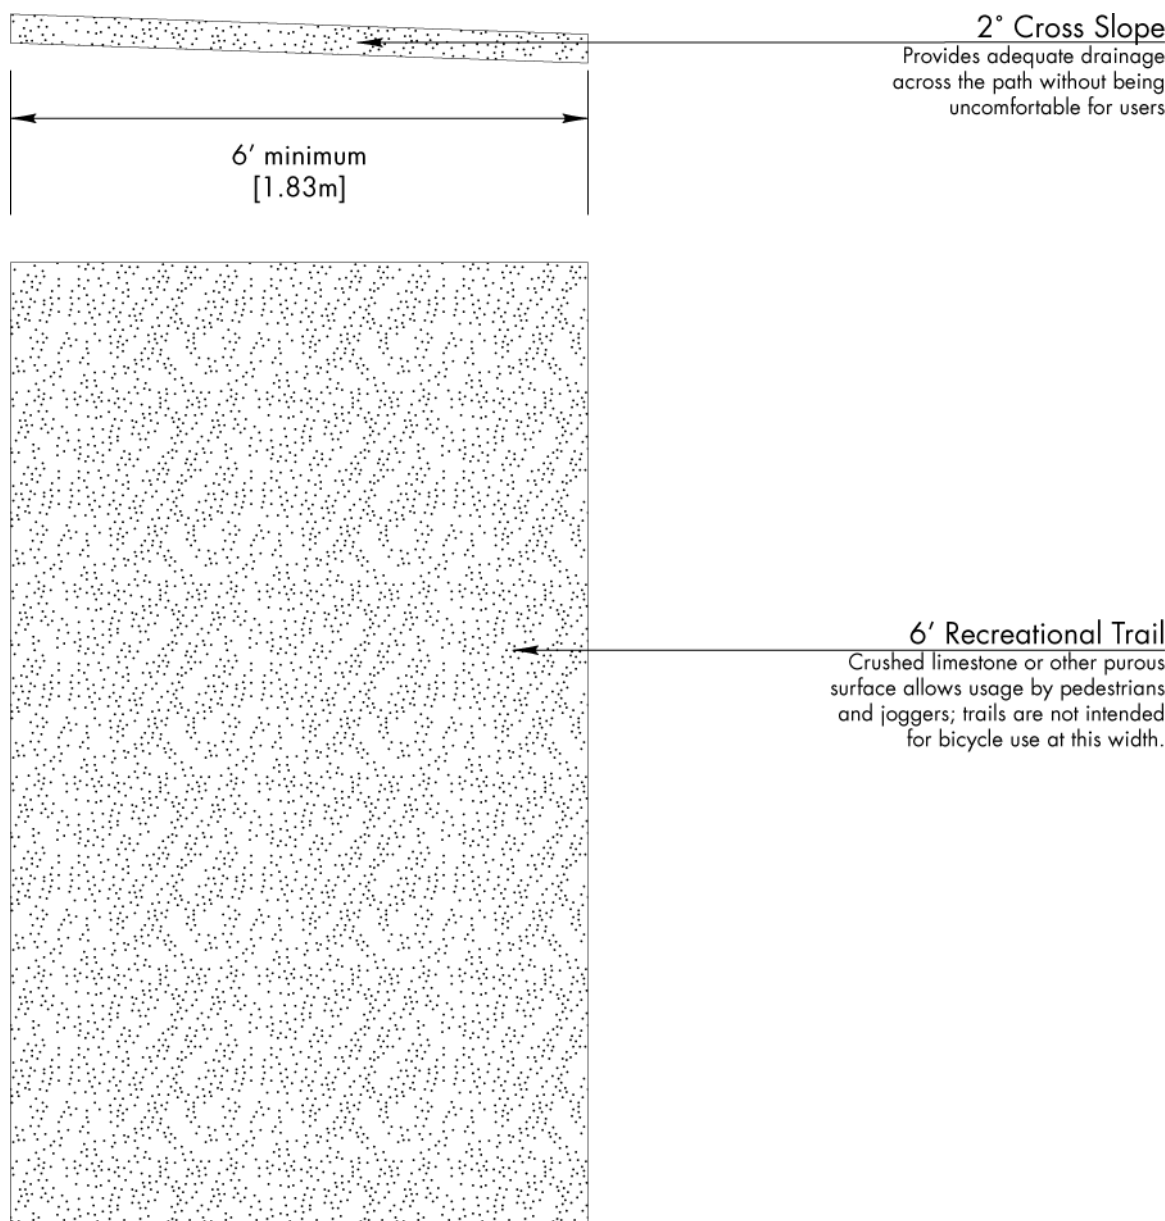 2° Cross Slope
Provides adequate drainage
across the path without being
uncomfortable for users
6’ minimum
[1.83m]
6’ Recreational Trail
Crushed limestone or other purous
surface allows usage by pedestrians
and joggers; trails are not intended
for bicycle use at this width.